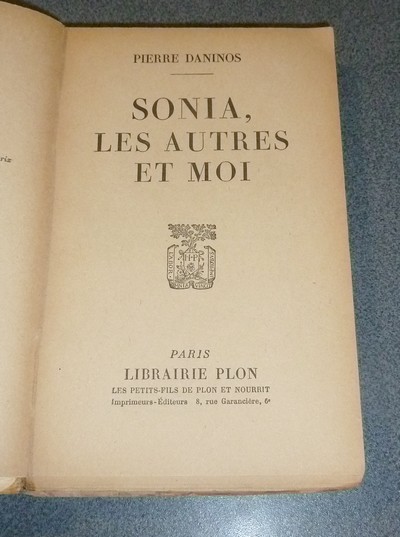 PIERRE DANINOS
SONIA,
LES AUTRES
ET MOI
H·P
PARIS
LIBRAIRIE PLON
LES PETITS-FILS DE PLON ET NOURRIT
Imprimeurs-Éditeurs 8, rue Garancière, 6e